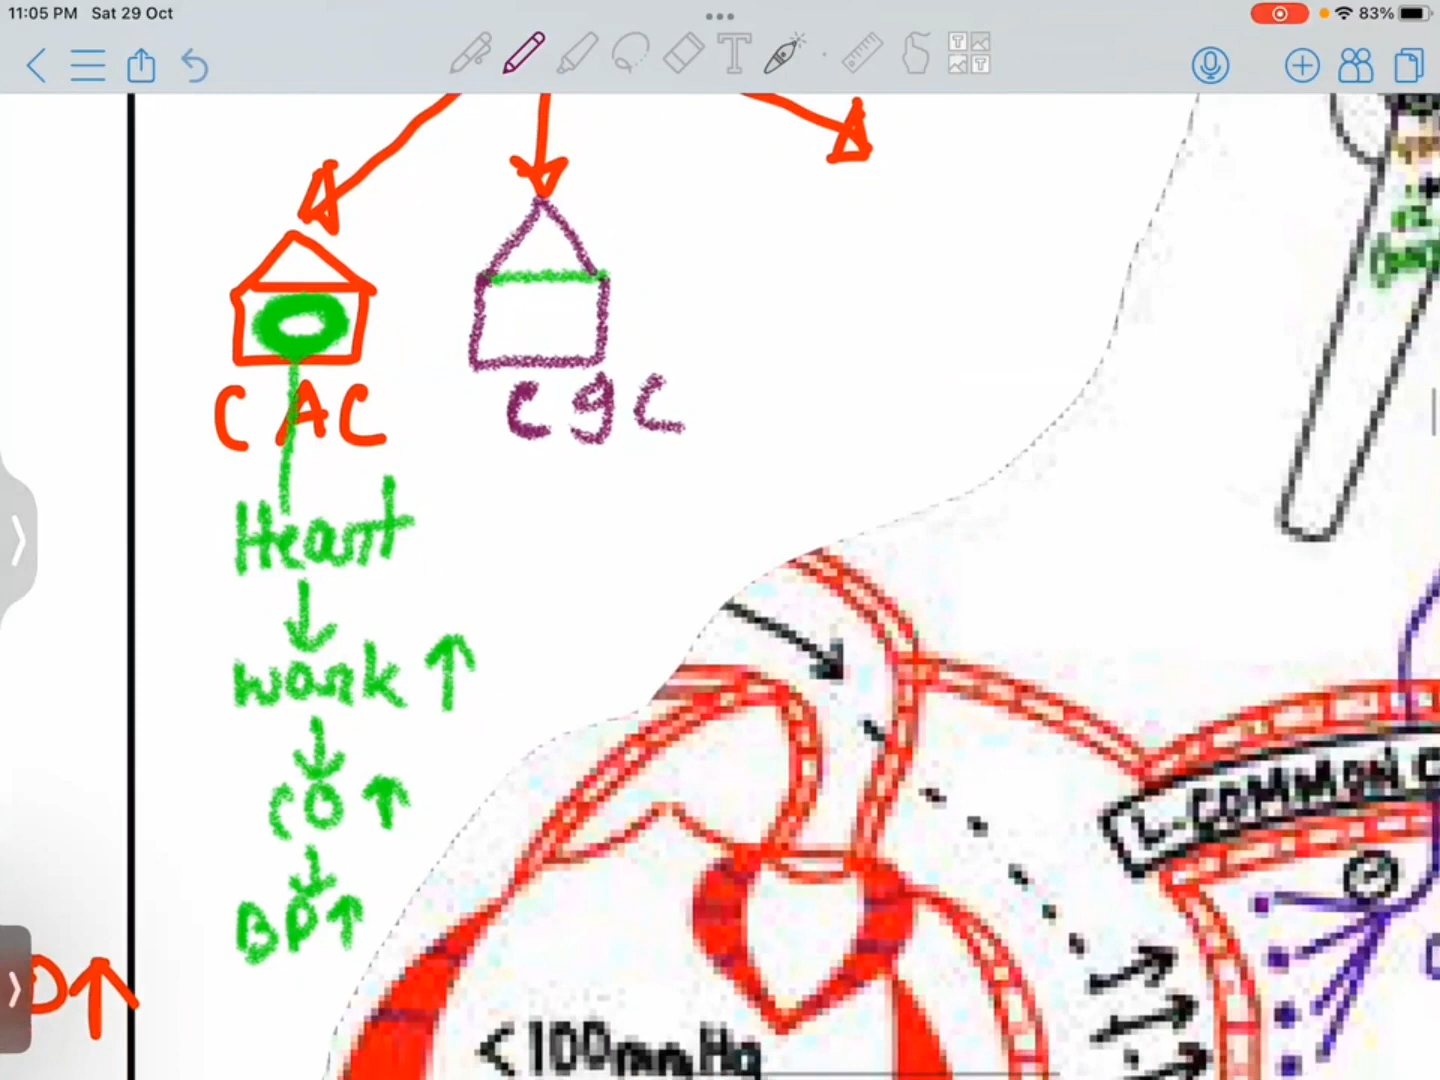 11:05 PM Sat 29 Oct
83%
CAC
CgC
Heart
work ↑
CO ↑
BP ↑
L. COMMON C
<100mmHg